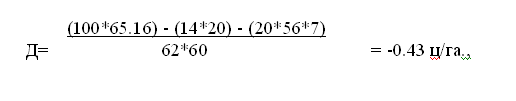 (100*65.16) - (14*20) - (20*56*7)
Д= 62*60 = -0.43 ц/га.,